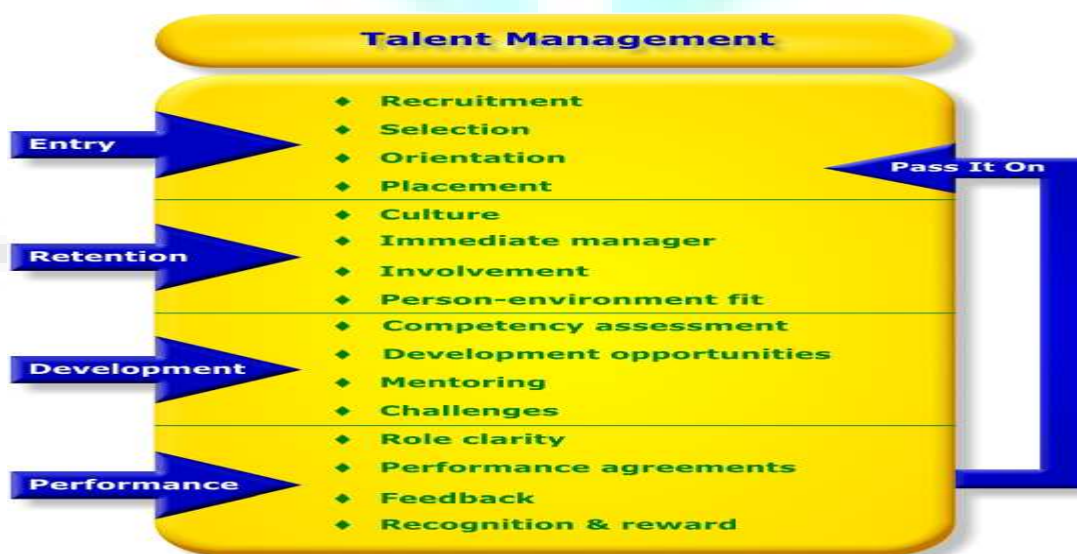 Talent Management
Entry
◆ Recruitment
◆ Selection
◆ Orientation
◆ Placement
Pass It On
Retention
◆ Culture
◆ Immediate manager
◆ Involvement
◆ Person-environment fit
Development
◆ Competency assessment
◆ Development opportunities
◆ Mentoring
◆ Challenges
Performance
◆ Role clarity
◆ Performance agreements
◆ Feedback
◆ Recognition & reward